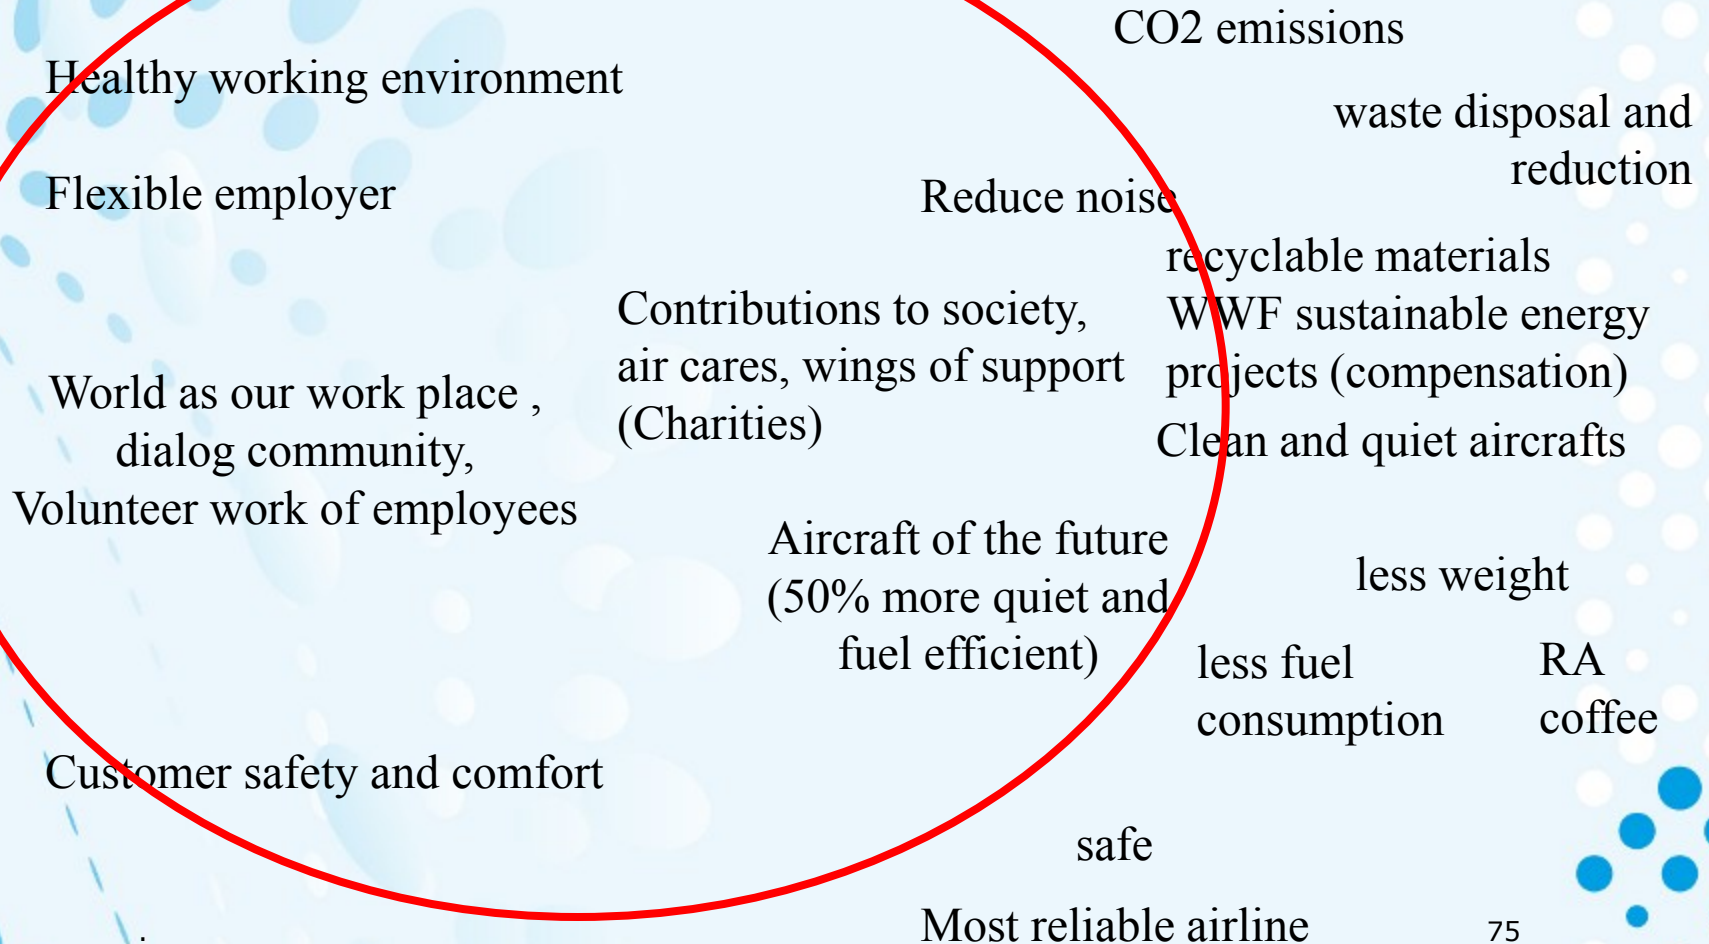 CO2 emissions
Healthy working environment
waste disposal and
reduction
Flexible employer
Reduce noise
recyclable materials
WWF sustainable energy
projects (compensation)
Contributions to society,
air cares, wings of support
(Charities)
World as our work place ,
dialog community,
Volunteer work of employees
Clean and quiet aircrafts
Aircraft of the future
(50% more quiet and
fuel efficient)
less weight
less fuel
consumption
RA
coffee
Customer safety and comfort
safe
Most reliable airline
75